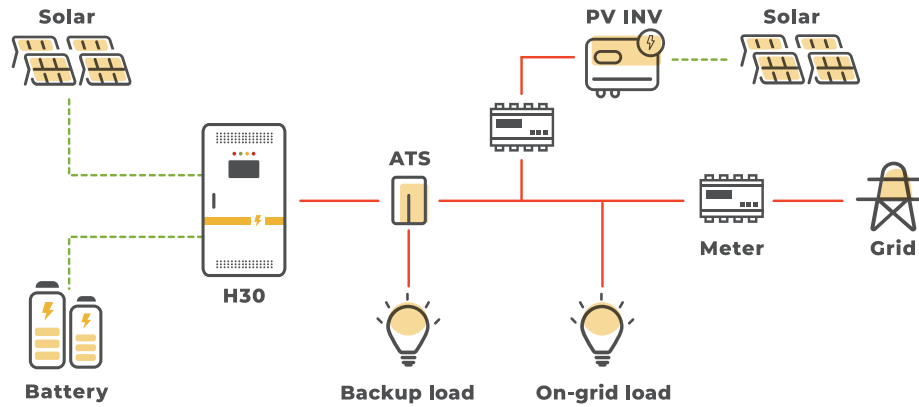 Solar
PV INV
Solar
ATS
H30
Meter
Grid
Battery
Backup load
On-grid load